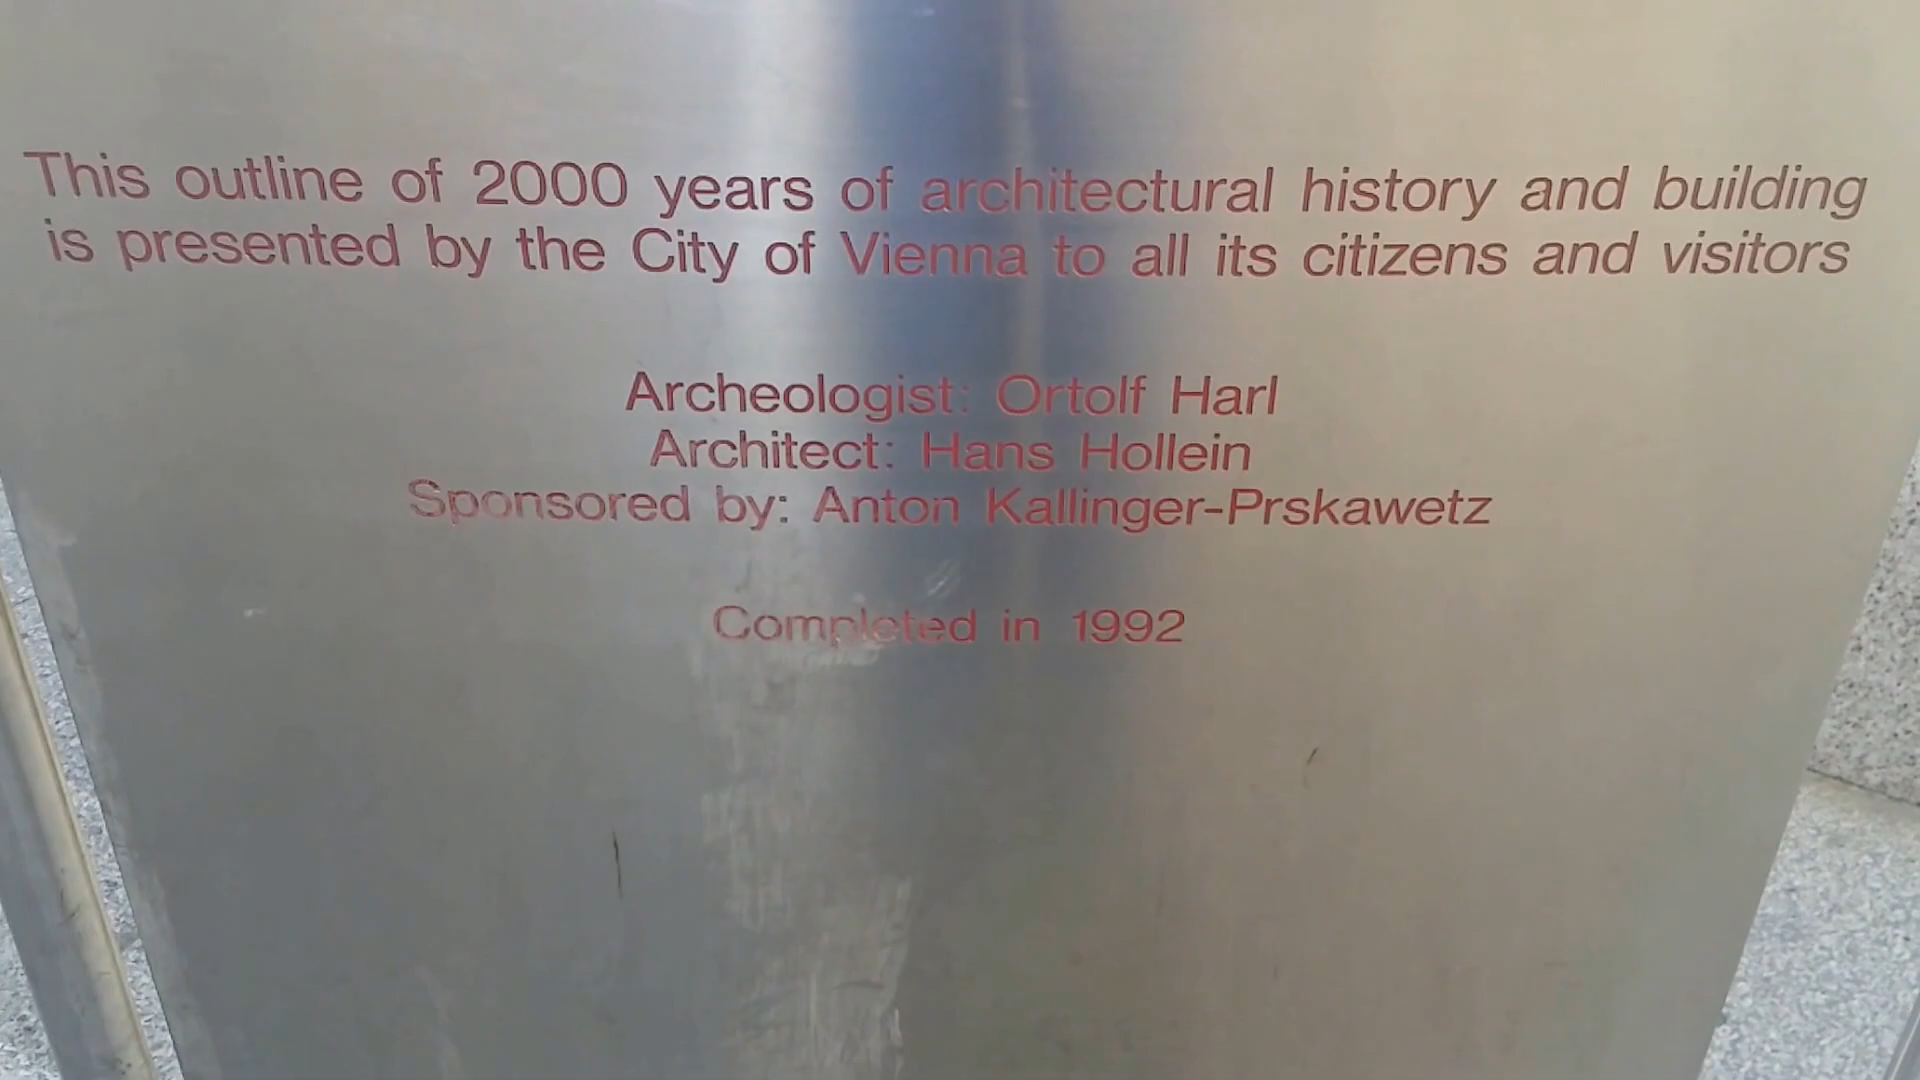 This outline of 2000 years of architectural history and building
is presented by the City of Vienna to all its citizens and visitors
Archeologist: Ortolf Harl
Architect: Hans Hollein
Sponsored by: Anton Kallinger-Prskawetz
Completed in 1992